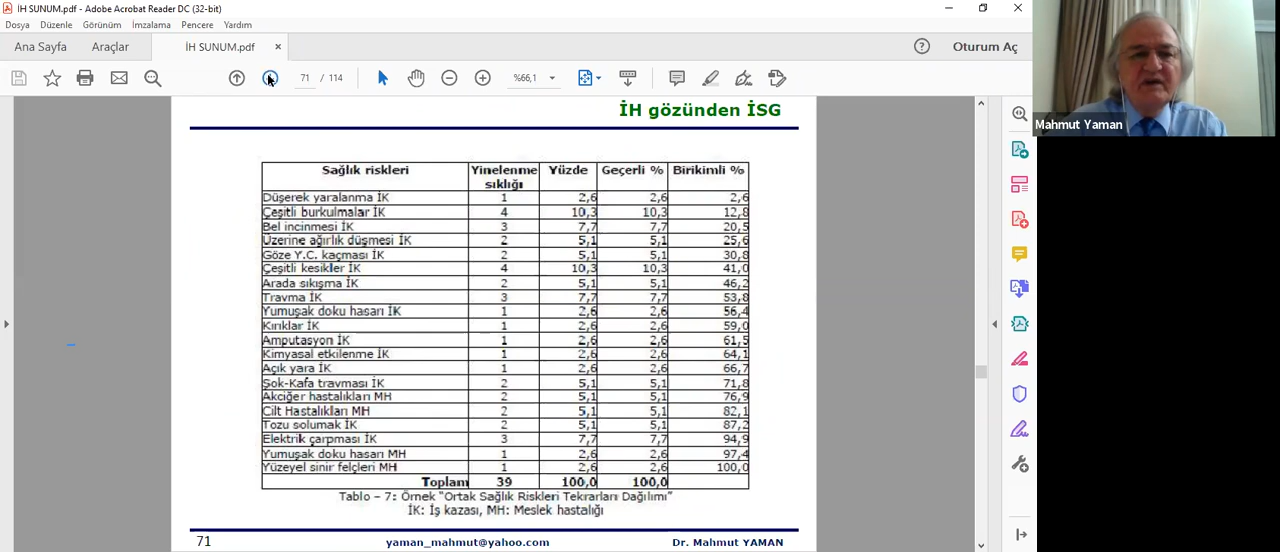 İH SUNUM.pdf - Adobe Acrobat Reader DC (32-bit)
Dosya Düzenle Görünüm İmzalama Pencere Yardım
Ana Sayfa Araçlar İH SUNUM.pdf × Oturum Aç
71 / 114 %66,1
Mahmut Yaman
İH gözünden İSG
Sağlık riskleri Yinelenme sıklığı Yüzde Geçerli % Birikimli %
Düşerek yaralanma İK 1 2,6 2,6 2,6
Çeşitli burkulmalar İK 4 10,3 10,3 12,8
Bel incinmesi İK 3 7,7 7,7 20,5
Üzerine ağırlık düşmesi İK 2 5,1 5,1 25,6
Göze Y.C. kaçması İK 2 5,1 5,1 30,8
Çeşitli kesikler İK 4 10,3 10,3 41,0
Arada sıkışma İK 2 5,1 5,1 46,2
Travma İK 3 7,7 7,7 53,8
Yumuşak doku hasarı İK 1 2,6 2,6 56,4
Kırıklar İK 1 2,6 2,6 59,0
Amputasyon İK 1 2,6 2,6 61,5
Kimyasal etkilenme İK 1 2,6 2,6 64,1
Açık yara İK 1 2,6 2,6 66,7
Şok-Kafa travması İK 2 5,1 5,1 71,8
Akciğer hastalıkları MH 2 5,1 5,1 76,9
Cilt Hastalıkları MH 2 5,1 5,1 82,1
Tozu solumak İK 2 5,1 5,1 87,2
Elektrik çarpması İK 3 7,7 7,7 94,9
Yumuşak doku hasarı MH 1 2,6 2,6 97,4
Yüzeyel sinir felçleri MH 1 2,6 2,6 100,0
Toplam 39 100,0 100,0
Tablo – 7: Örnek "Ortak Sağlık Riskleri Tekrarları Dağılımı"
İK: İş kazası, MH: Meslek hastalığı
71 yaman_mahmut@yahoo.com Dr. Mahmut YAMAN